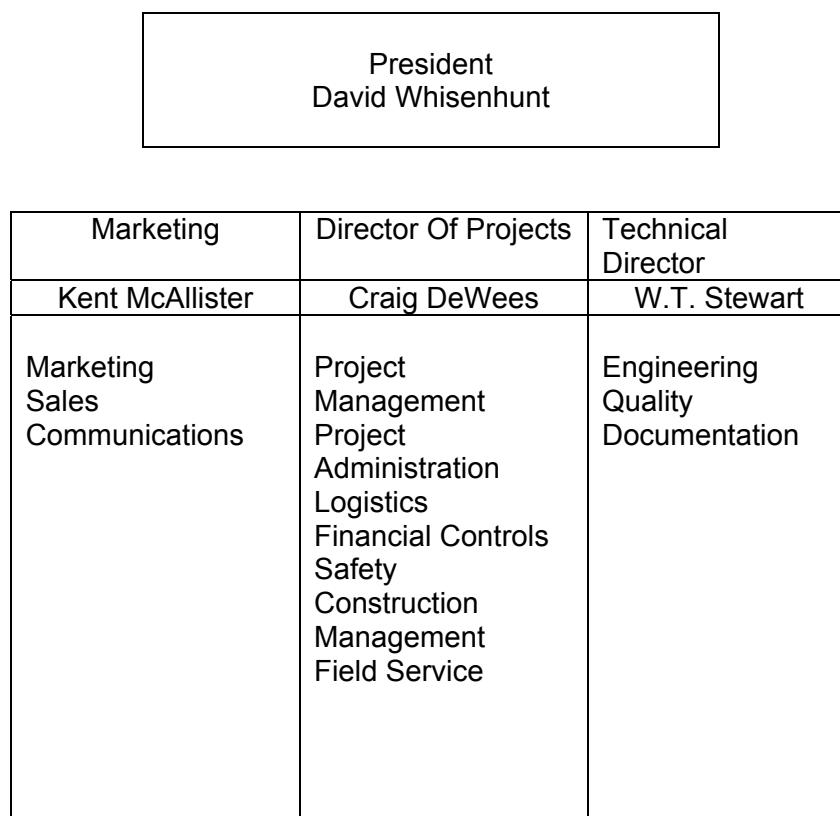 President
David Whisenhunt
Marketing
Director Of Projects
Technical
Director
Kent McAllister
Craig DeWees
W.T. Stewart
Marketing
Sales
Communications
Project
Management
Project
Administration
Logistics
Financial Controls
Safety
Construction
Management
Field Service
Engineering
Quality
Documentation